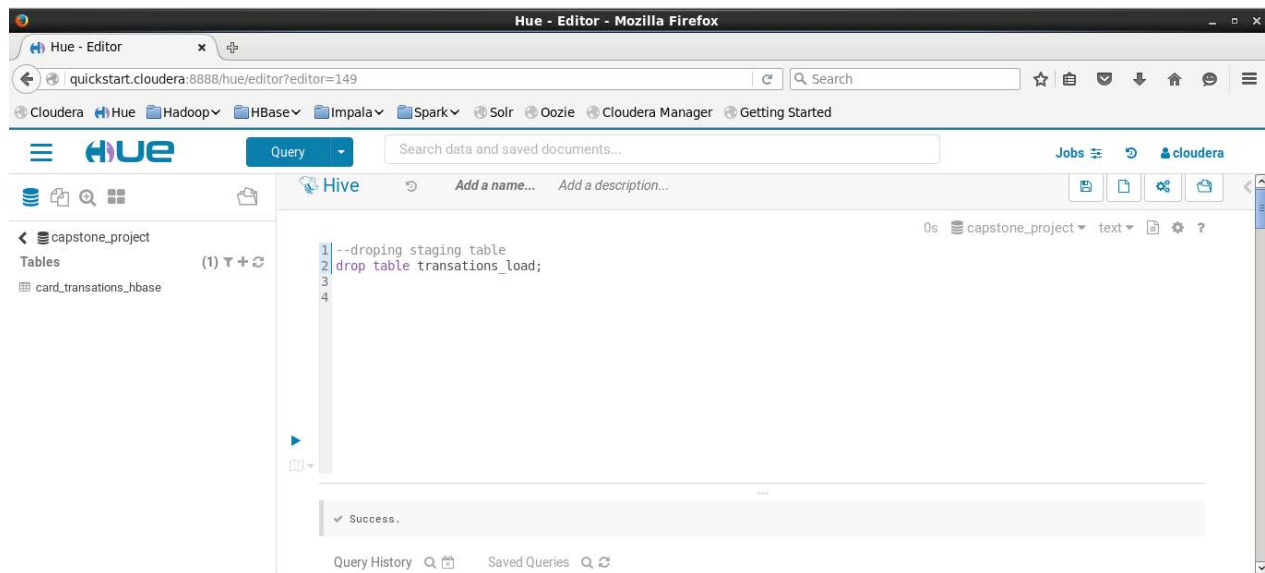 Hue - Editor - Mozilla Firefox
Hue - Editor
quickstart.cloudera:8888/hue/editor?editor=149
Search
Cloudera Hue Hadoop HBase Impala Spark Solr Oozie Cloudera Manager Getting Started
HUE Query Search data and saved documents... Jobs cloudera
Hive Add a name... Add a description...
0s capstone_project text ?
capstone_project
Tables (1)
card_transations_hbase
1 --droping staging table
2 drop table transations_load;
3
4
Success.
Query History Saved Queries